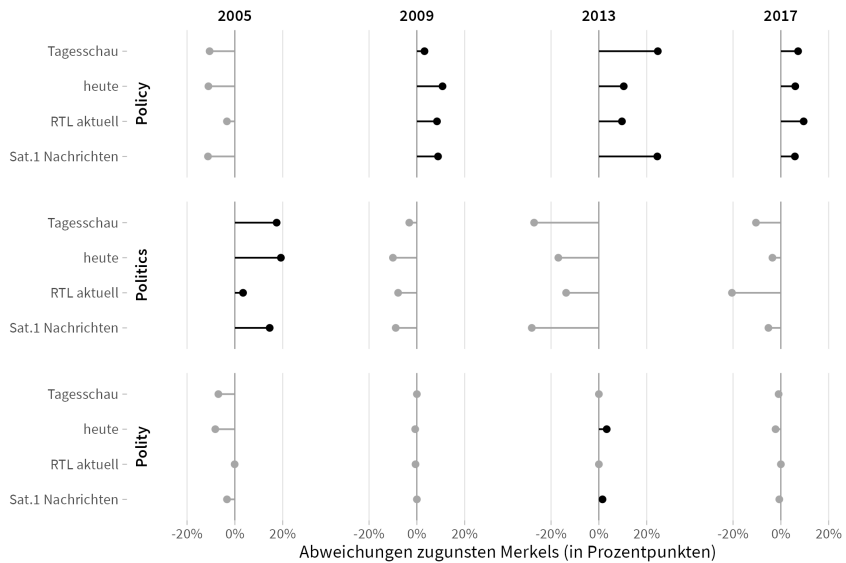 2005 2009 2013 2017
Policy
Tagesschau
heute
RTL aktuell
Sat.1 Nachrichten
Politics
Tagesschau
heute
RTL aktuell
Sat.1 Nachrichten
Polity
Tagesschau
heute
RTL aktuell
Sat.1 Nachrichten
-20% 0% 20% -20% 0% 20% -20% 0% 20% -20% 0% 20%
Abweichungen zugunsten Merkels (in Prozentpunkten)